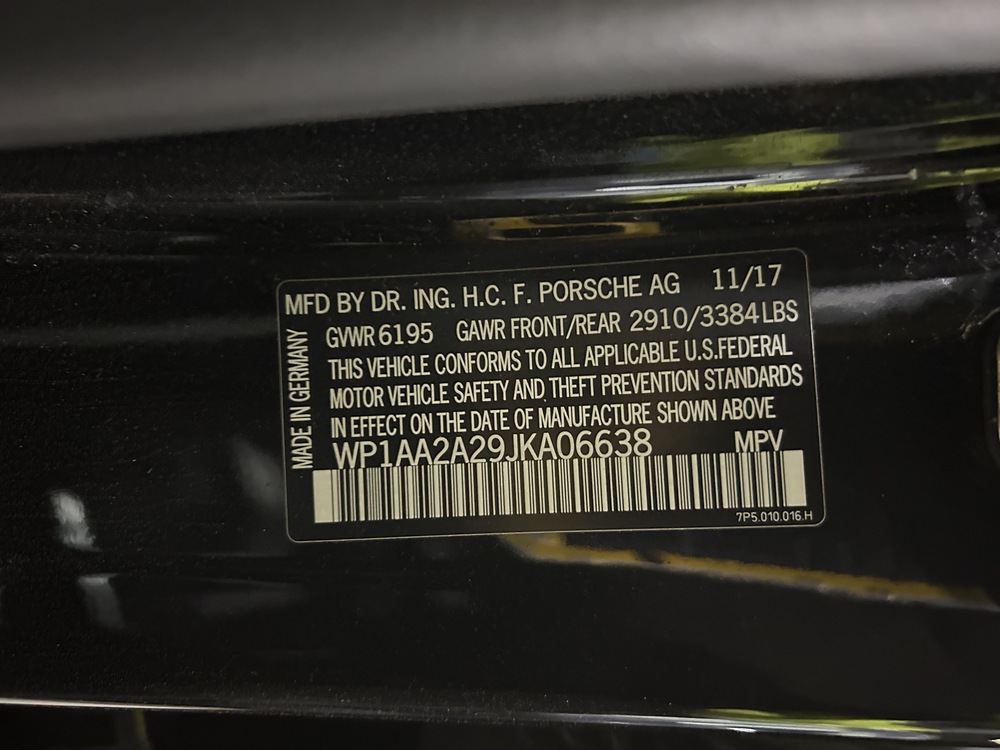 MFD BY DR. ING. H.C. F. PORSCHE AG 11/17
GVWR 6195 GAWR FRONT/REAR 2910/3384 LBS
THIS VEHICLE CONFORMS TO ALL APPLICABLE U.S.FEDERAL
MOTOR VEHICLE SAFETY AND THEFT PREVENTION STANDARDS
IN EFFECT ON THE DATE OF MANUFACTURE SHOWN ABOVE
WP1AA2A29JKA06638 MPV
7P5.010.016.H
MADE IN GERMANY